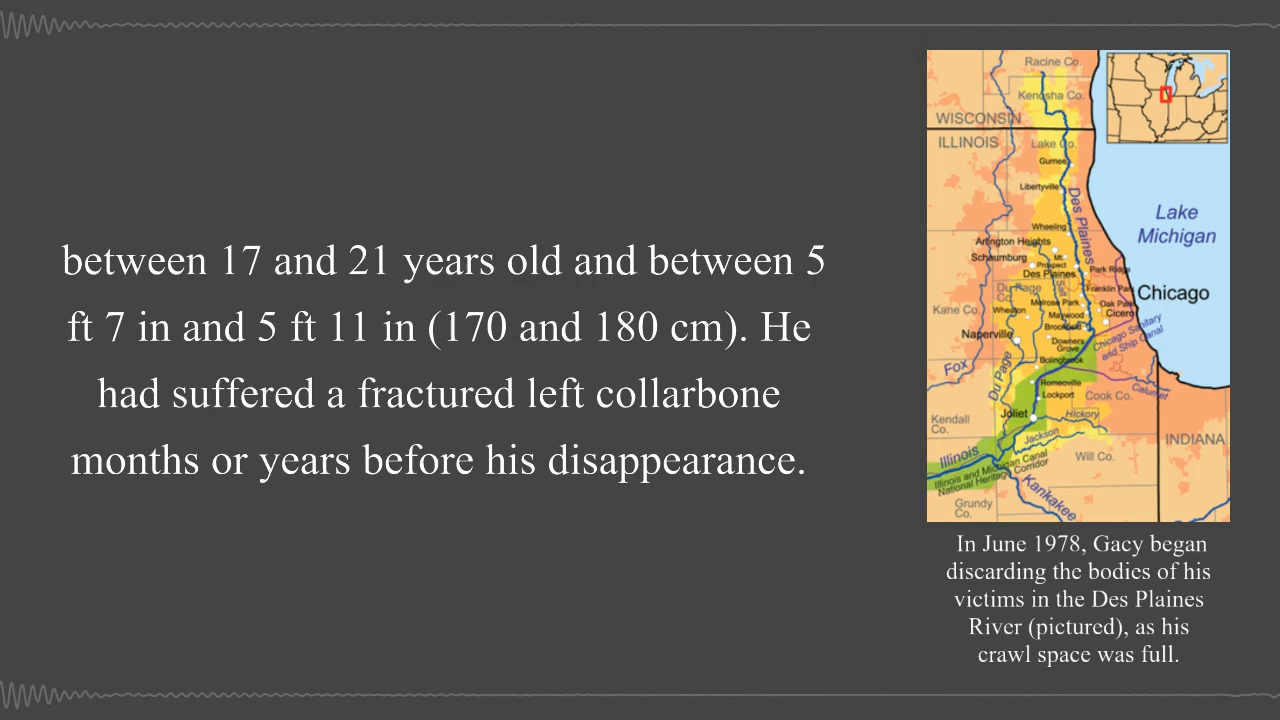 between 17 and 21 years old and between 5
ft 7 in and 5 ft 11 in (170 and 180 cm). He
had suffered a fractured left collarbone
months or years before his disappearance.
Racine Co.
Kenosha Co.
WISCONSIN
ILLINOIS
Lake Co.
Gurnee
Libertyville
Des Plaines
Lake
Michigan
Wheeling
Arlington Heights
Schaumburg
Mt.
Prospect
Des Plaines
Park Ridge
Du Page
Co.
Salt
Franklin Park
Chicago
Kane Co.
Wheaton
Melrose Park
Oak Park
Maywood
Cicero
Brookfield
Naperville
Downers
Grove
Chicago Sanitary
and Ship Canal
Bolingbrook
Fox
Du Page
Romeoville
Lockport
Cook Co.
Calumet
Kendall
Co.
Joliet
Hickory
Jackson
INDIANA
Illinois
Will Co.
Illinois and Michigan Canal
National Heritage Corridor
Kankakee
Grundy
Co.
In June 1978, Gacy began
discarding the bodies of his
victims in the Des Plaines
River (pictured), as his
crawl space was full.